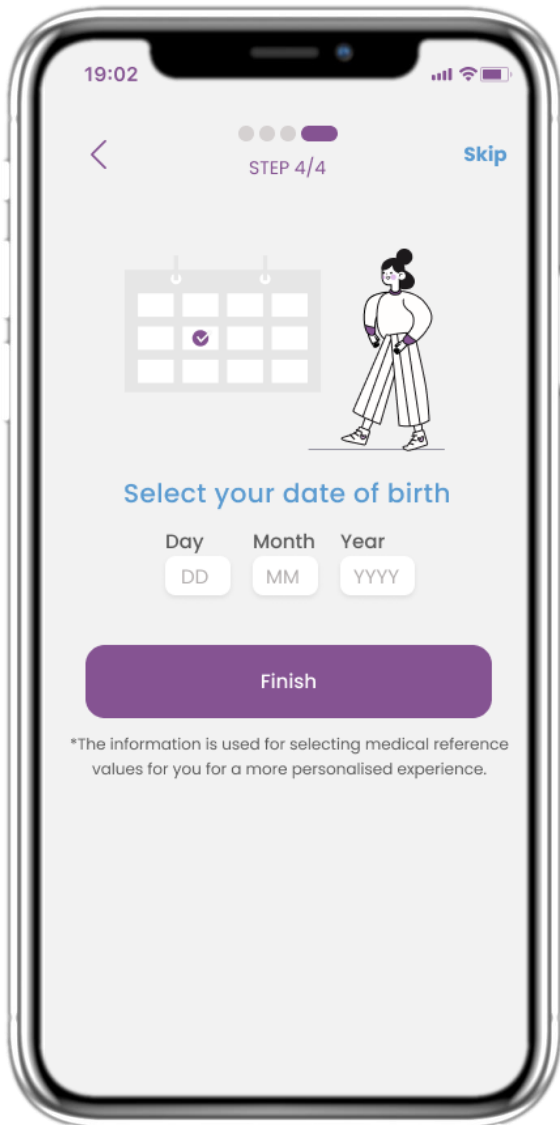 19:02
Skip
STEP 4/4
Select your date of birth
Day Month Year
DD MM YYYY
Finish
*The information is used for selecting medical reference
values for you for a more personalised experience.